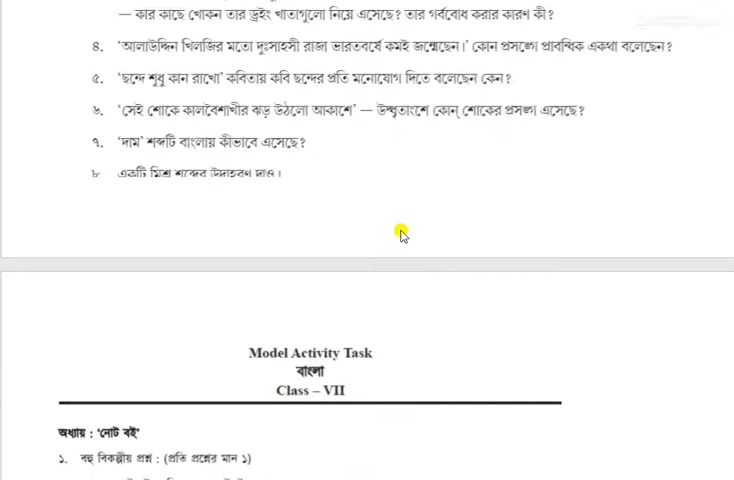 — কার কাছে খোকন তার ড্রইং খাতাগুলো নিয়ে এসেছে? তার গর্ববোধ করার কারণ কী?
৪. ‘আলাউদ্দিন খিলজির মতো দুঃসাহসী রাজা ভারতবর্ষে কমই জন্মেছেন।’ কোন প্রসঙ্গে প্রাবন্ধিক একথা বলেছেন?
৫. ‘ছন্দে শুধু কান রাখো’ কবিতায় কবি ছন্দের প্রতি মনোযোগ দিতে বলেছেন কেন?
৬. ‘সেই শোকে কালবৈশাখীর ঝড় উঠলো আকাশে’ — উদ্ধৃতাংশে কোন্ শোকের প্রসঙ্গ এসেছে?
৭. ‘দাম’ শব্দটি বাংলায় কীভাবে এসেছে?
৮ একটি মিশ্র শব্দের উদাহরণ দাও।
Model Activity Task
বাংলা
Class – VII
অধ্যায় : ‘নোট বই’
১. বহু বিকল্পীয় প্রশ্ন : (প্রতি প্রশ্নের মান ১)